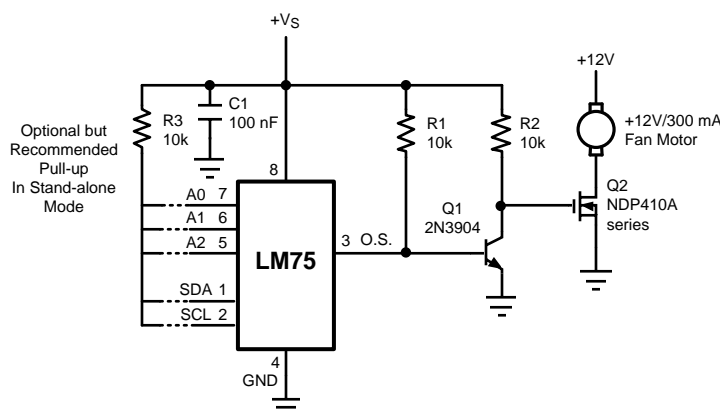 +VS
+12V
C1
100 nF
R3
10k
R1
10k
R2
10k
+12V/300 mA
Fan Motor
Optional but
Recommended
Pull-up
In Stand-alone
Mode
8
A0 7
A1 6
A2 5
SDA 1
SCL 2
LM75
3 O.S.
Q1
2N3904
Q2
NDP410A
series
4
GND